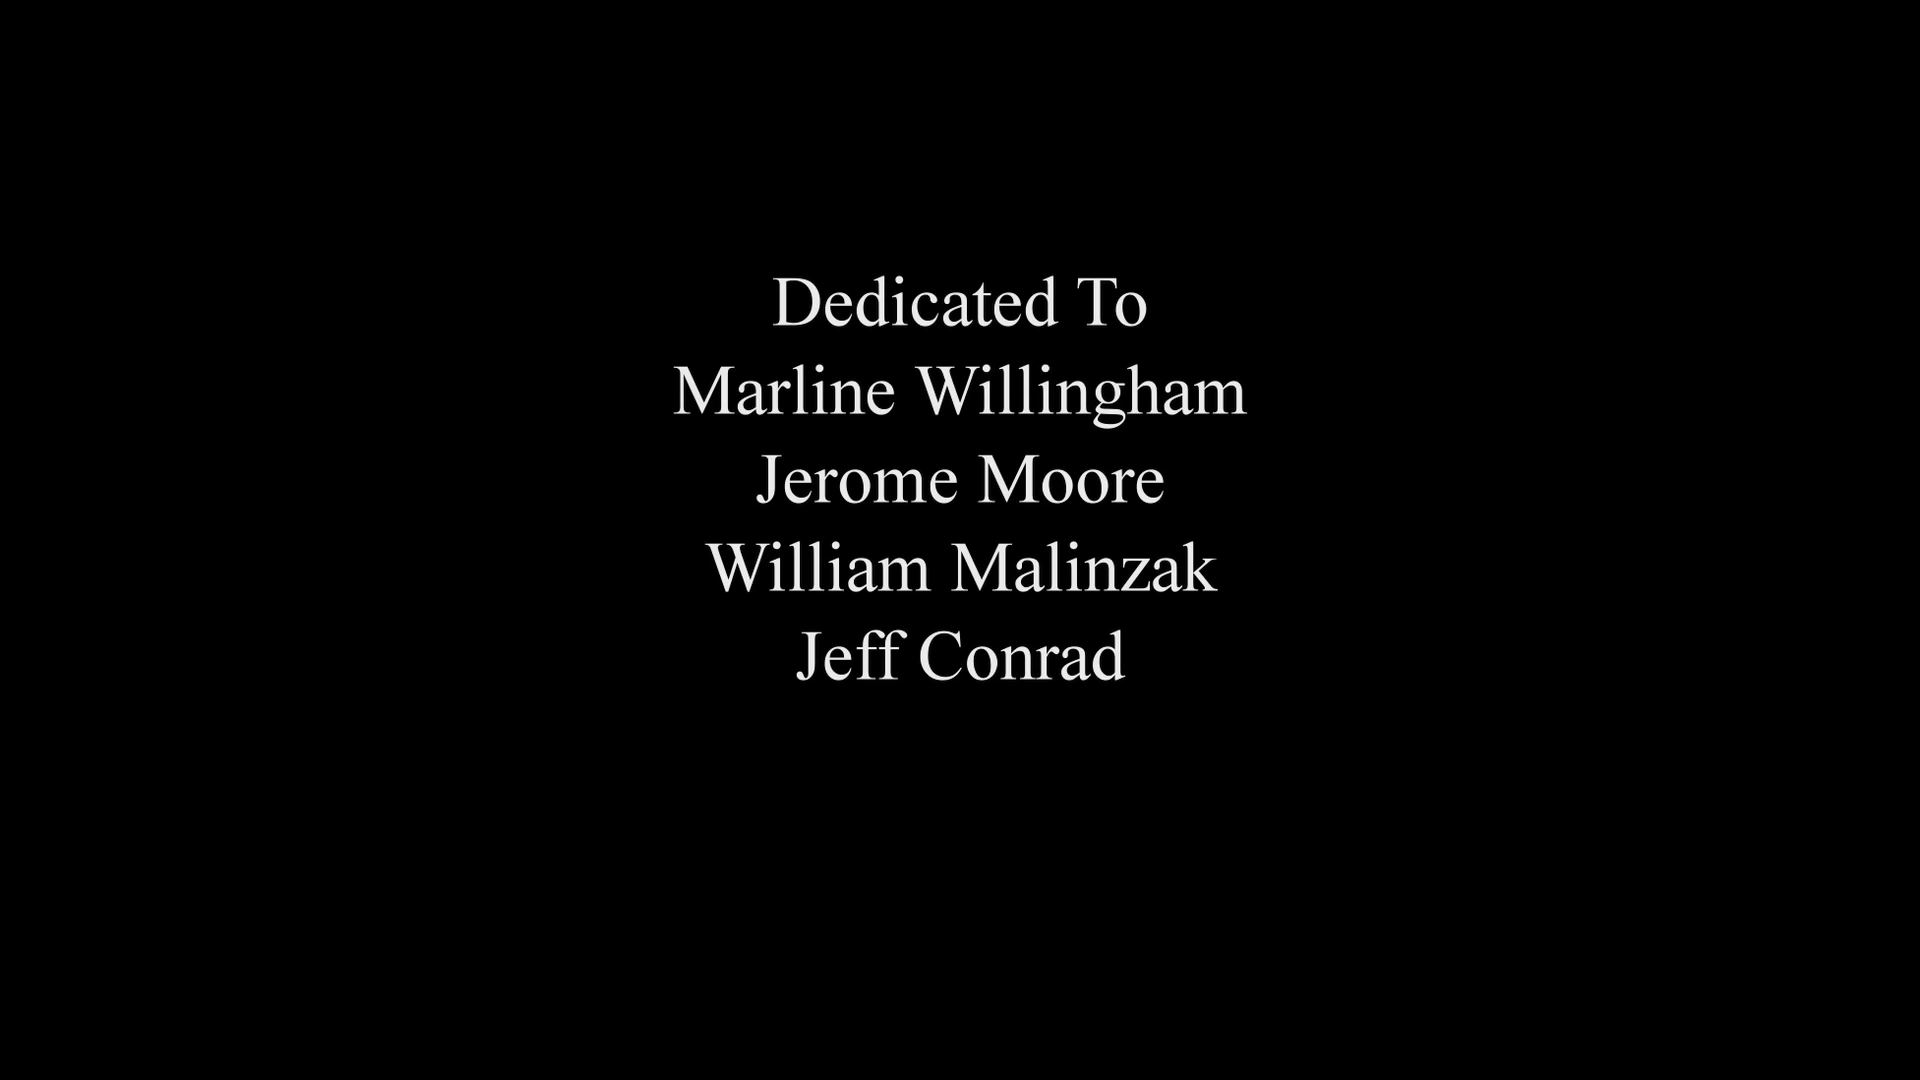 Dedicated To
Marline Willingham
Jerome Moore
William Malinzak
Jeff Conrad